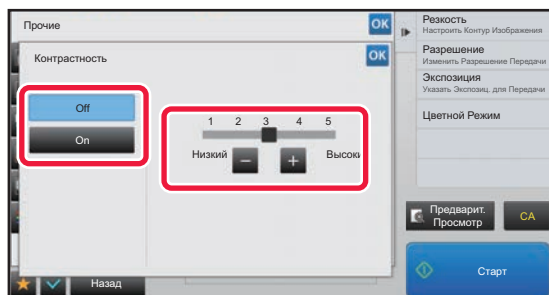 Прочие
OK
Контрастность
OK
Off
On
1 2 3 4 5
Низкий
Высоки
Назад
Резкость
Настроить Контур Изображения
Разрешение
Изменить Разрешение Передачи
Экспозиция
Указать Экспозиц. для Передачи
Цветной Режим
Предварит.
Просмотр
CA
Старт